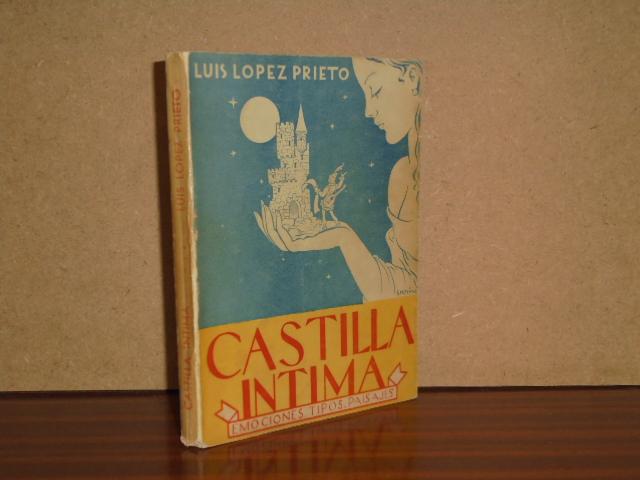 LUIS LOPEZ PRIETO
CASTILLA
INTIMA
EMOCIONES, TIPOS, PAISAJES
CASTILLA INTIMA
LUIS LOPEZ PRIETO